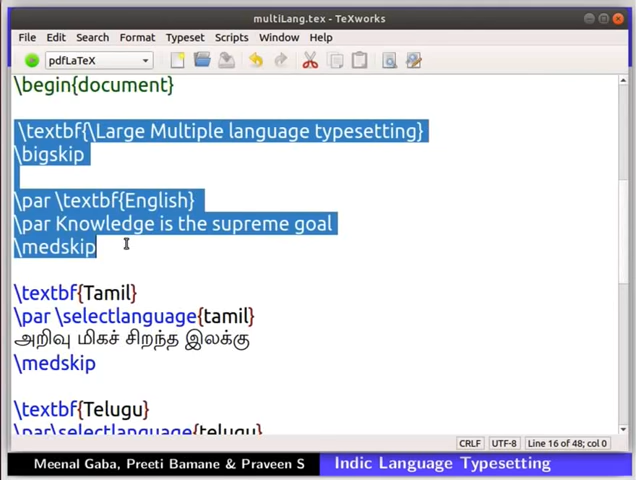 multiLang.tex - TeXworks
File Edit Search Format Typeset Scripts Window Help
pdfLaTeX
\begin{document}
\textbf{\Large Multiple language typesetting}
\bigskip
\par \textbf{English}
\par Knowledge is the supreme goal
\medskip
\textbf{Tamil}
\par \selectlanguage{tamil}
அறிவு மிகச் சிறந்த இலக்கு
\medskip
\textbf{Telugu}
\par\selectlanguage{telugu}
CRLF UTF-8 Line 16 of 48; col 0
Meenal Gaba, Preeti Bamane & Praveen S Indic Language Typesetting